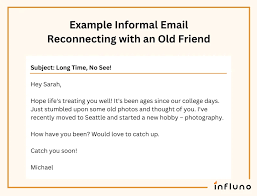 Example Informal Email
Reconnecting with an Old Friend
Subject: Long Time, No See!
Hey Sarah,
Hope life's treating you well! It's been ages since our college days.
Just stumbled upon some old photos and thought of you. I've
recently moved to Seattle and started a new hobby – photography.
How have you been? Would love to catch up.
Catch you soon!
Michael
influno